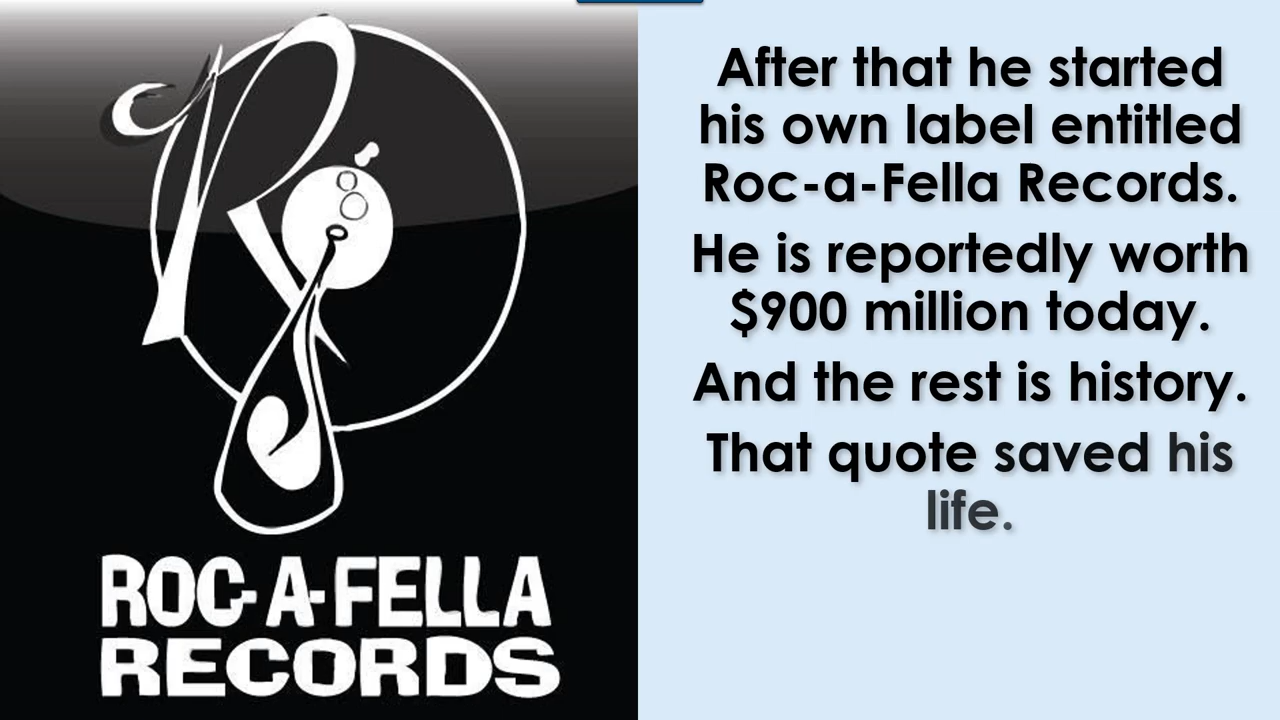 ROC-A-FELLA
RECORDS
After that he started
his own label entitled
Roc-a-Fella Records.
He is reportedly worth
$900 million today.
And the rest is history.
That quote saved his
life.